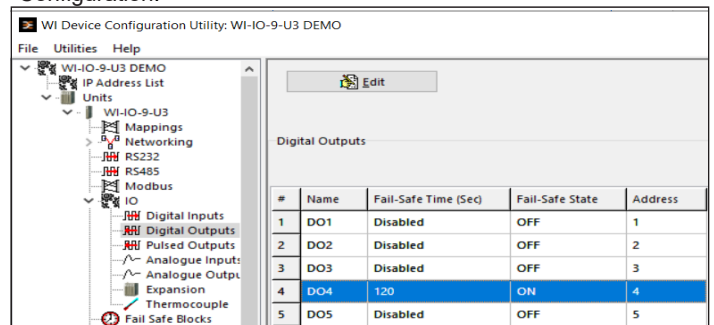 Configuration.
WI Device Configuration Utility: WI-IO-9-U3 DEMO
File Utilities Help
WI-IO-9-U3 DEMO
IP Address List
Units
WI-IO-9-U3
Mappings
Networking
RS232
RS485
Modbus
IO
Digital Inputs
Digital Outputs
Pulsed Outputs
Analogue Inputs
Analogue Outpu
Expansion
Thermocouple
Fail Safe Blocks
Edit
Digital Outputs
# Name Fail-Safe Time (Sec) Fail-Safe State Address
1 DO1 Disabled OFF 1
2 DO2 Disabled OFF 2
3 DO3 Disabled OFF 3
4 DO4 120 ON 4
5 DO5 Disabled OFF 5